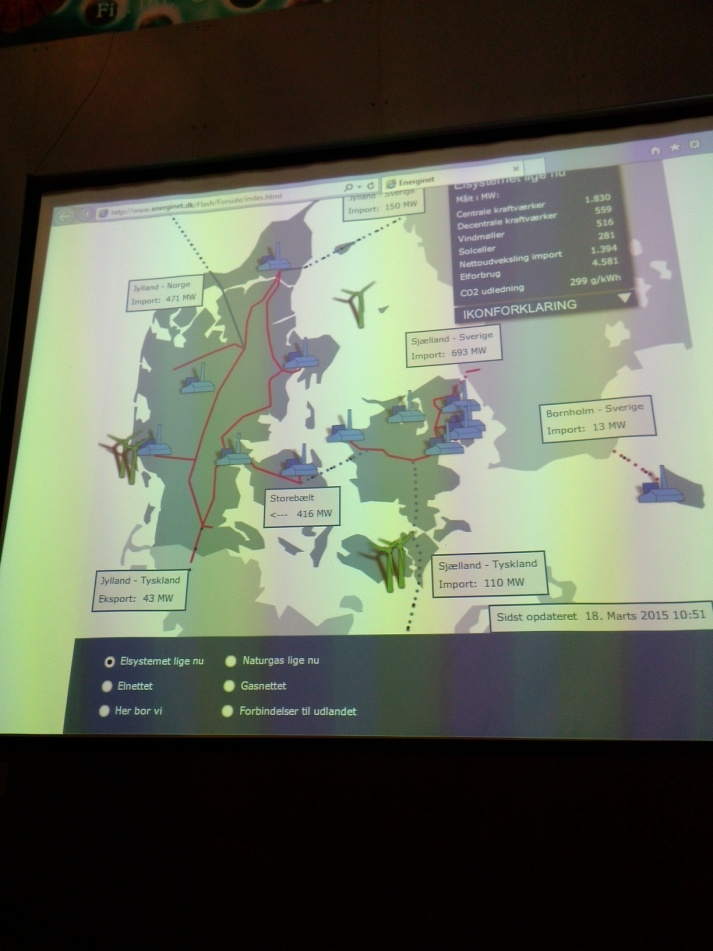 Fi
http://www.energinet.dk/Flash/Forside/index.html
Energinet
Elsystemet lige nu
Målt i MW:
Centrale kraftværker 1.830
Decentrale kraftværker 559
Vindmøller 516
Solceller 281
Nettoudveksling import 1.394
Elforbrug 4.581
CO2 udledning 299 g/kWh
IKONFORKLARING
Jylland - Sverige
Import: 150 MW
Jylland - Norge
Import: 471 MW
Sjælland - Sverige
Import: 693 MW
Bornholm - Sverige
Import: 13 MW
Storebælt
<--- 416 MW
Sjælland - Tyskland
Import: 110 MW
Jylland - Tyskland
Eksport: 43 MW
Sidst opdateret 18. Marts 2015 10:51
Elsystemet lige nu
Naturgas lige nu
Elnettet
Gasnettet
Her bor vi
Forbindelser til udlandet